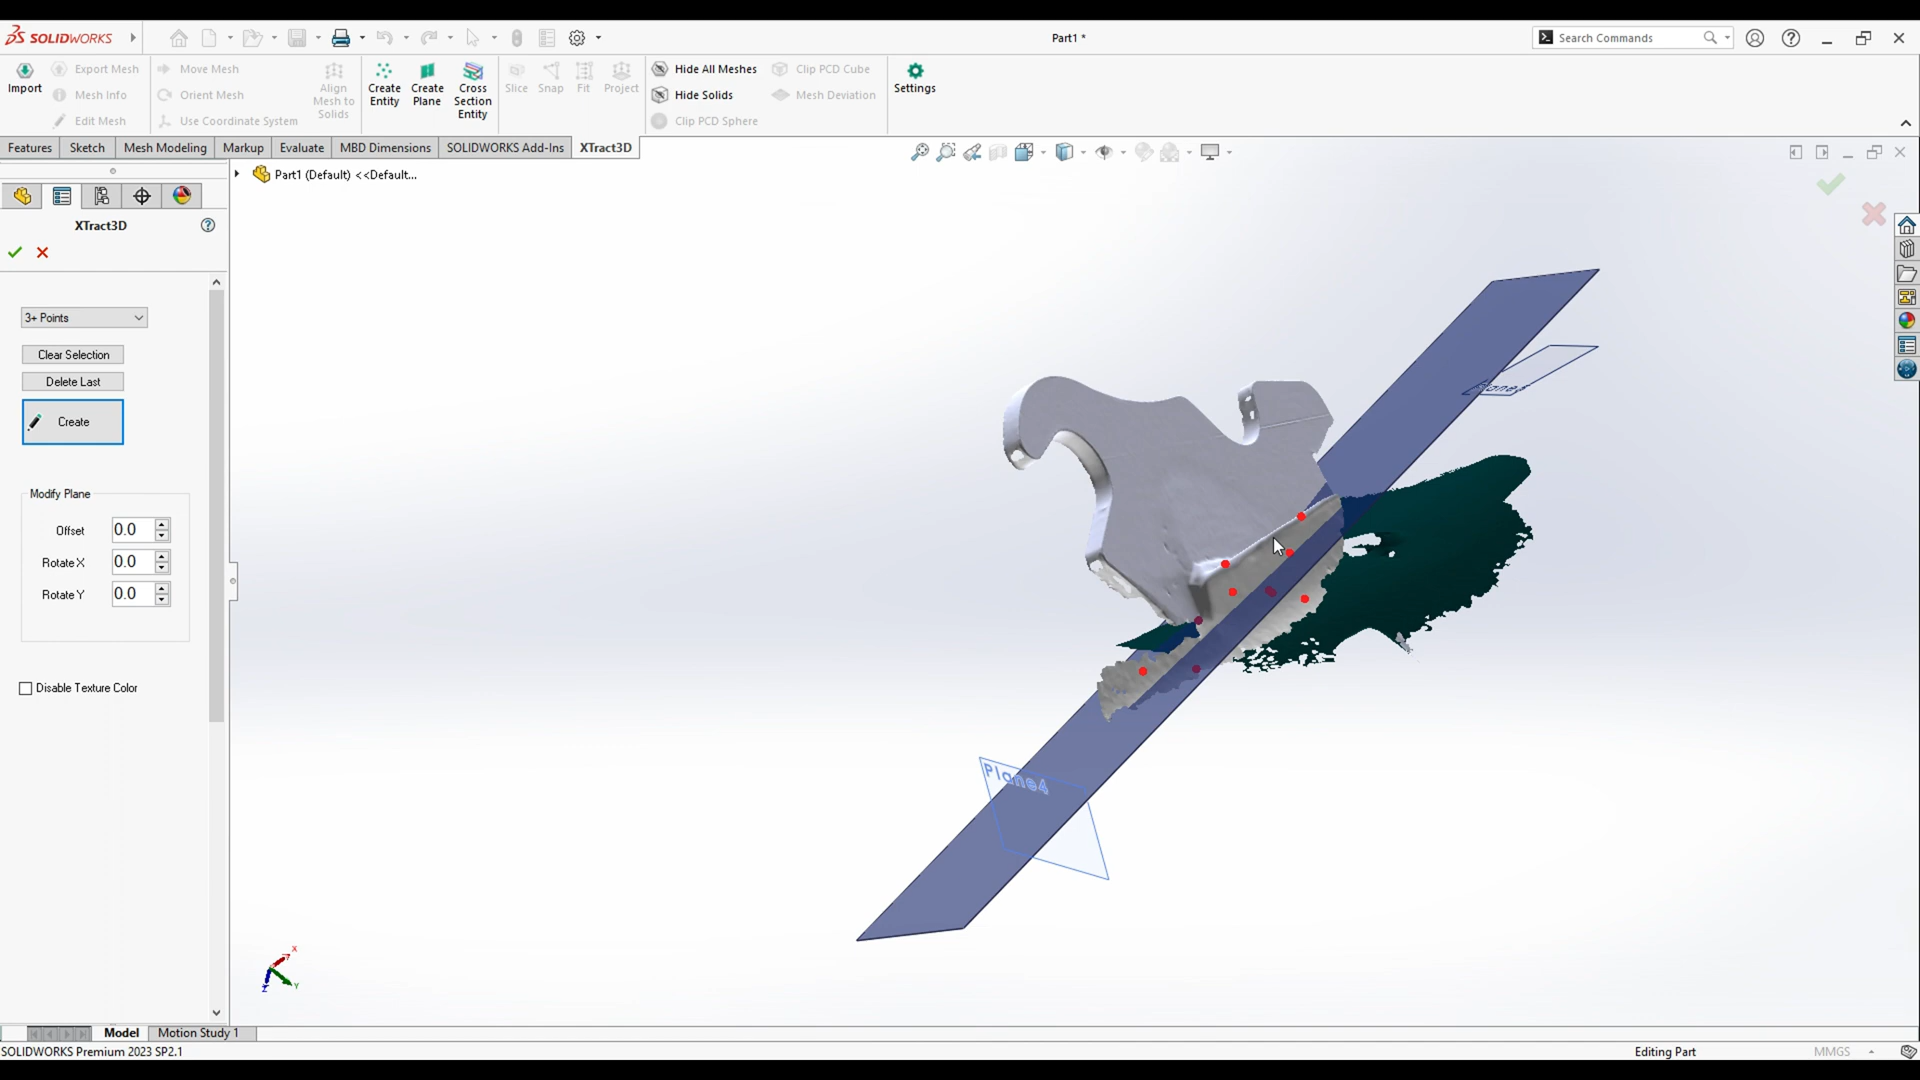 SOLIDWORKS
Part1 *
Search Commands
Import
Export Mesh
Mesh Info
Edit Mesh
Move Mesh
Orient Mesh
Use Coordinate System
Align Mesh to Solids
Create Entity
Create Plane
Cross Section Entity
Slice
Snap
Fit
Project
Hide All Meshes
Hide Solids
Clip PCD Sphere
Clip PCD Cube
Mesh Deviation
Settings
Features
Sketch
Mesh Modeling
Markup
Evaluate
MBD Dimensions
SOLIDWORKS Add-Ins
XTract3D
Part1 (Default) <<Default...
XTract3D
3+ Points
Clear Selection
Delete Last
Create
Modify Plane
Offset 0.0
Rotate X 0.0
Rotate Y 0.0
Disable Texture Color
Plane4
X
Y
Z
Model
Motion Study 1
SOLIDWORKS Premium 2023 SP2.1
Editing Part
MMGS